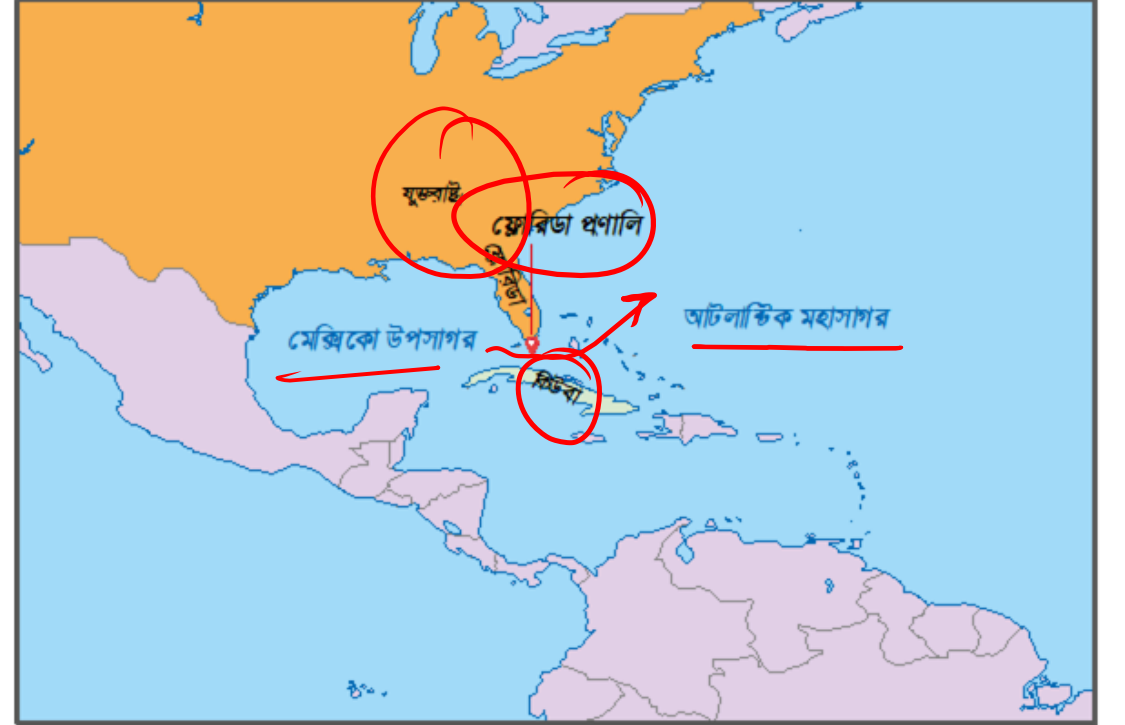 যুক্তরাষ্ট্র
ফ্লোরিডা প্রণালি
ফ্লোরিডা
মেক্সিকো উপসাগর
আটলান্টিক মহাসাগর
কিউবা